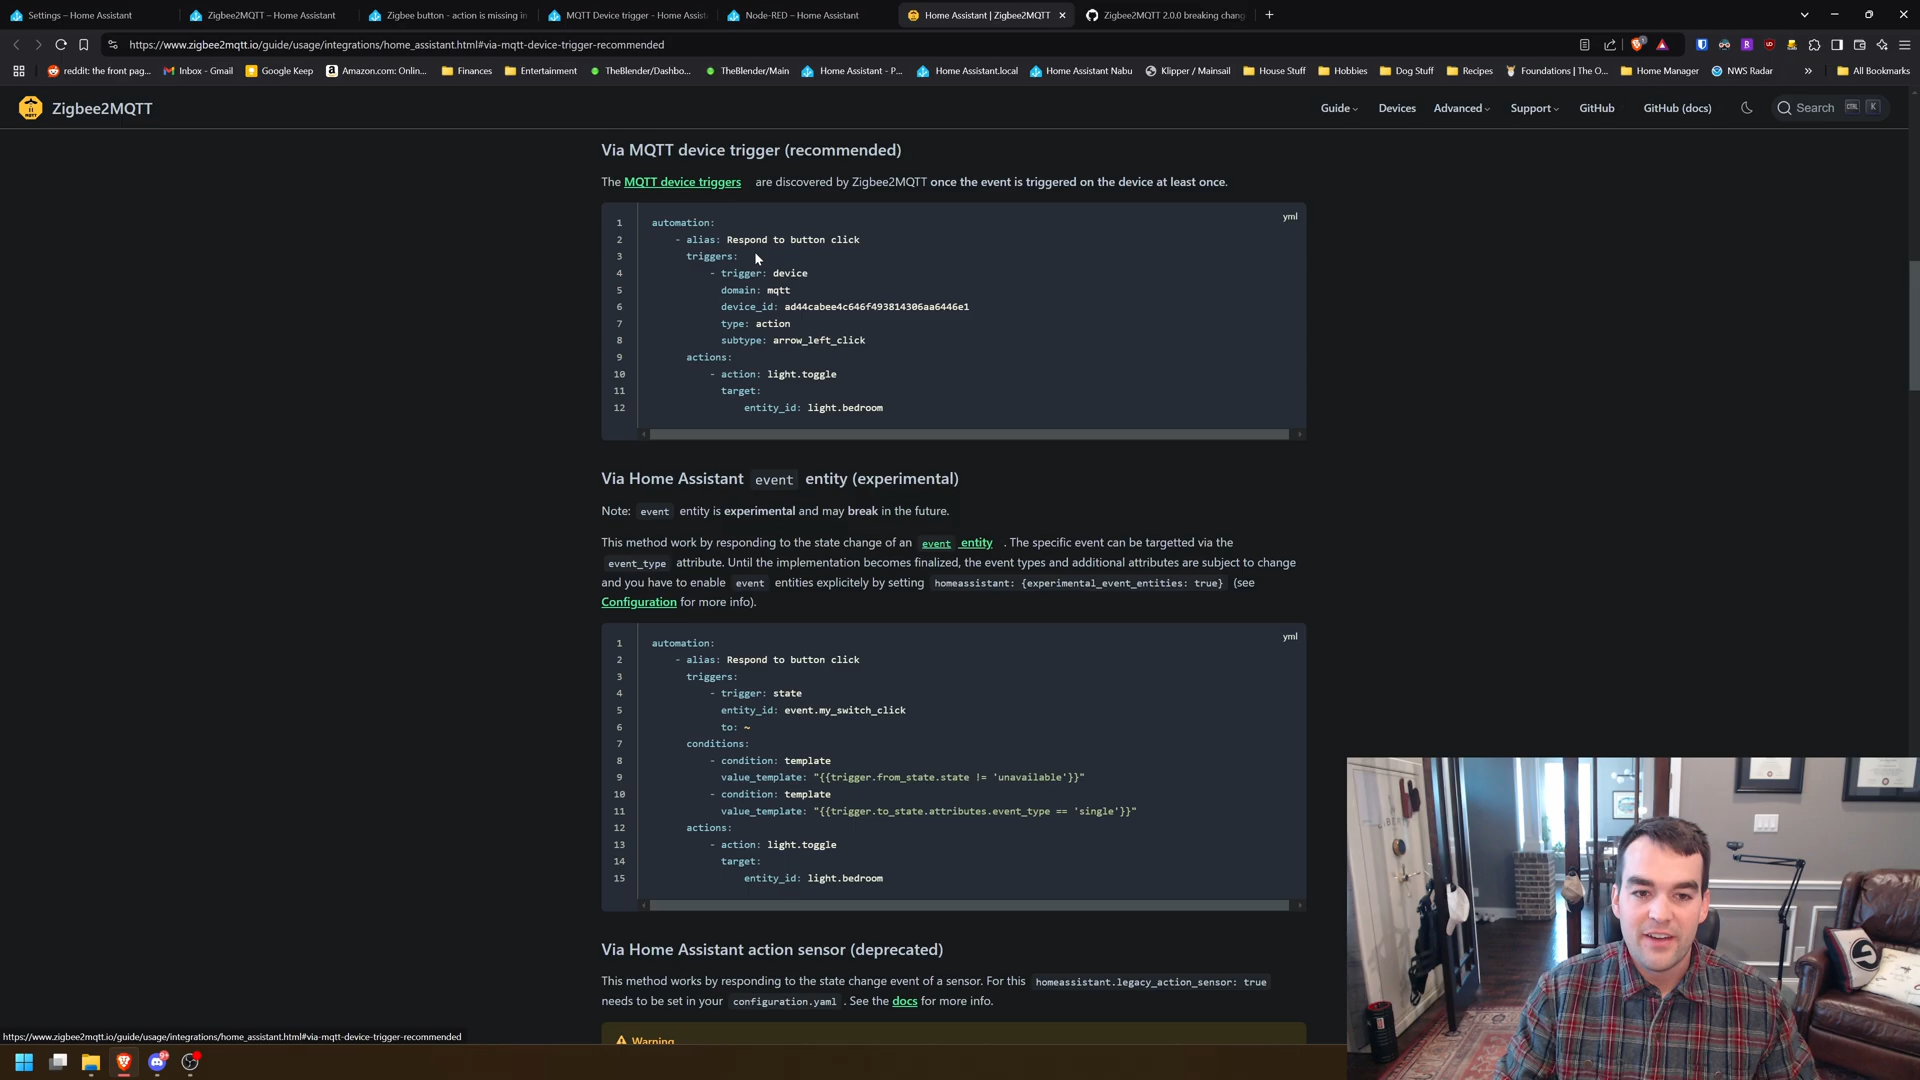 Settings – Home Assistant
Zigbee2MQTT – Home Assistant
Zigbee button - action is missing in
MQTT Device trigger - Home Assist
Node-RED – Home Assistant
Home Assistant | Zigbee2MQTT
Zigbee2MQTT 2.0.0 breaking chang
https://www.zigbee2mqtt.io/guide/usage/integrations/home_assistant.html#via-mqtt-device-trigger-recommended
reddit: the front pag...
Inbox - Gmail
Google Keep
Amazon.com: Onlin...
Finances
Entertainment
TheBlender/Dashbo...
TheBlender/Main
Home Assistant - P...
Home Assistant.local
Home Assistant Nabu
Klipper / Mainsail
House Stuff
Hobbies
Dog Stuff
Recipes
Foundations | The O...
Home Manager
NWS Radar
All Bookmarks
Zigbee2MQTT
Guide
Devices
Advanced
Support
GitHub
GitHub (docs)
Search
CTRL K
Via MQTT device trigger (recommended)
The MQTT device triggers are discovered by Zigbee2MQTT once the event is triggered on the device at least once.
yml
1 automation:
2 - alias: Respond to button click
3 triggers:
4 - trigger: device
5 domain: mqtt
6 device_id: ad44cabee4c646f493814306aa6446e1
7 type: action
8 subtype: arrow_left_click
9 actions:
10 - action: light.toggle
11 target:
12 entity_id: light.bedroom
Via Home Assistant event entity (experimental)
Note: event entity is experimental and may break in the future.
This method work by responding to the state change of an event entity . The specific event can be targetted via the
event_type attribute. Until the implementation becomes finalized, the event types and additional attributes are subject to change
and you have to enable event entities explicitely by setting homeassistant: {experimental_event_entities: true} (see
Configuration for more info).
yml
1 automation:
2 - alias: Respond to button click
3 triggers:
4 - trigger: state
5 entity_id: event.my_switch_click
6 to: ~
7 conditions:
8 - condition: template
9 value_template: "{{trigger.from_state.state != 'unavailable'}}"
10 - condition: template
11 value_template: "{{trigger.to_state.attributes.event_type == 'single'}}"
12 actions:
13 - action: light.toggle
14 target:
15 entity_id: light.bedroom
Via Home Assistant action sensor (deprecated)
This method works by responding to the state change event of a sensor. For this homeassistant.legacy_action_sensor: true
needs to be set in your configuration.yaml . See the docs for more info.
Warning
https://www.zigbee2mqtt.io/guide/usage/integrations/home_assistant.html#via-mqtt-device-trigger-recommended